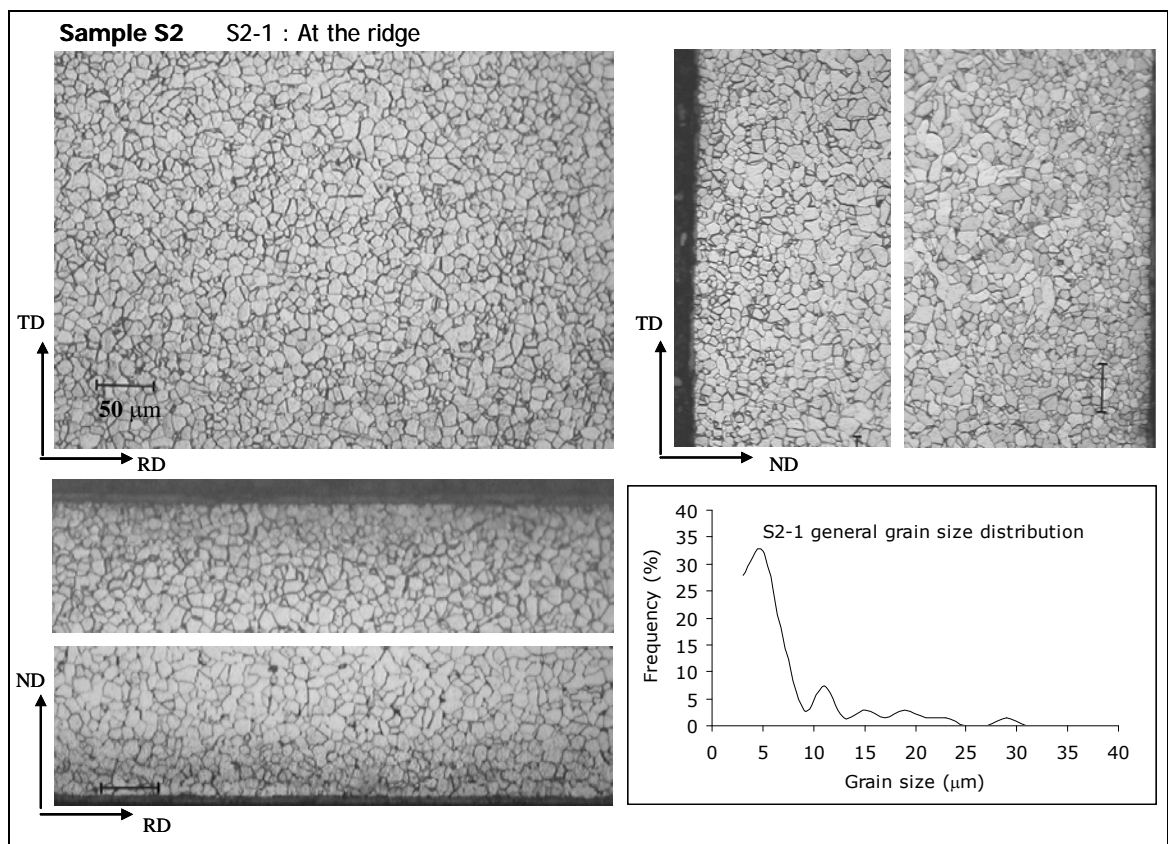 Sample S2 S2-1 : At the ridge
TD
50 μm
RD
TD
ND
ND
RD
S2-1 general grain size distribution
Frequency (%)
40
35
30
25
20
15
10
5
0
0 5 10 15 20 25 30 35 40
Grain size (μm)